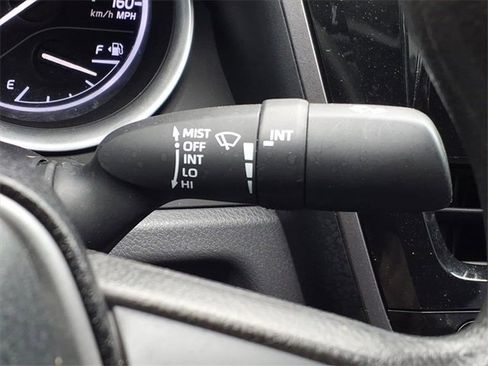 160
km/h MPH
F
E
MIST
OFF
INT
LO
HI
INT